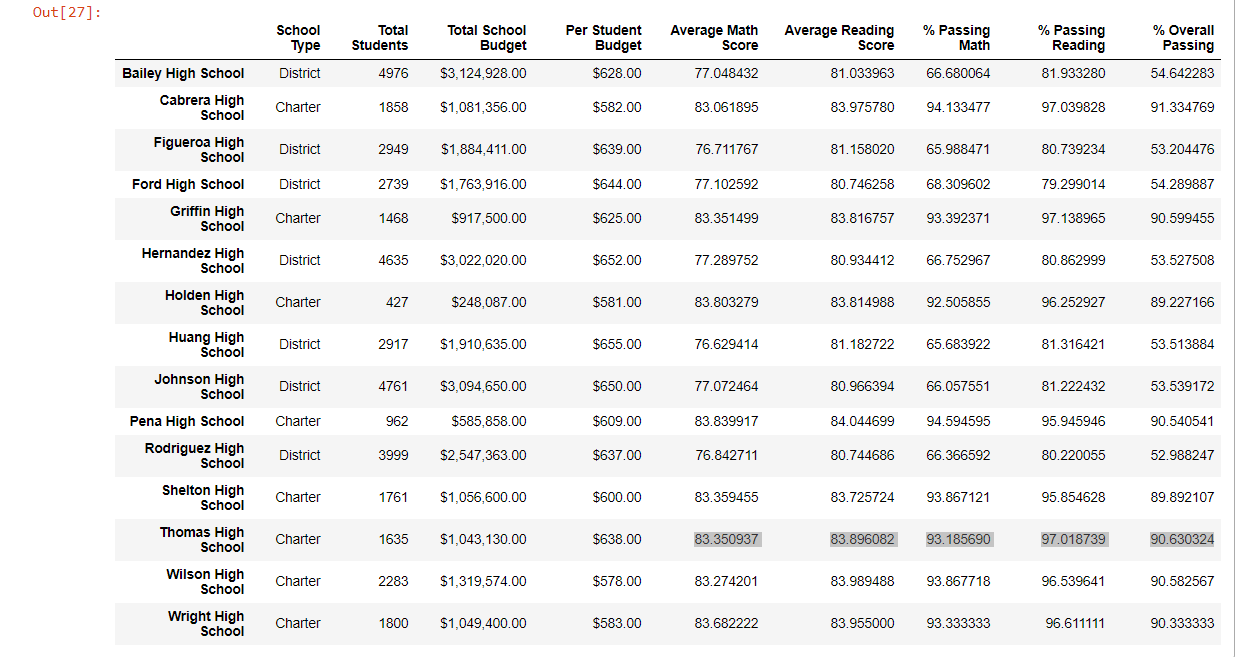 Out[27]:
School Type Total Students Total School Budget Per Student Budget Average Math Score Average Reading Score % Passing Math % Passing Reading % Overall Passing
Bailey High School District 4976 $3,124,928.00 $628.00 77.048432 81.033963 66.680064 81.933280 54.642283
Cabrera High School Charter 1858 $1,081,356.00 $582.00 83.061895 83.975780 94.133477 97.039828 91.334769
Figueroa High School District 2949 $1,884,411.00 $639.00 76.711767 81.158020 65.988471 80.739234 53.204476
Ford High School District 2739 $1,763,916.00 $644.00 77.102592 80.746258 68.309602 79.299014 54.289887
Griffin High School Charter 1468 $917,500.00 $625.00 83.351499 83.816757 93.392371 97.138965 90.599455
Hernandez High School District 4635 $3,022,020.00 $652.00 77.289752 80.934412 66.752967 80.862999 53.527508
Holden High School Charter 427 $248,087.00 $581.00 83.803279 83.814988 92.505855 96.252927 89.227166
Huang High School District 2917 $1,910,635.00 $655.00 76.629414 81.182722 65.683922 81.316421 53.513884
Johnson High School District 4761 $3,094,650.00 $650.00 77.072464 80.966394 66.057551 81.222432 53.539172
Pena High School Charter 962 $585,858.00 $609.00 83.839917 84.044699 94.594595 95.945946 90.540541
Rodriguez High School District 3999 $2,547,363.00 $637.00 76.842711 80.744686 66.366592 80.220055 52.988247
Shelton High School Charter 1761 $1,056,600.00 $600.00 83.359455 83.725724 93.867121 95.854628 89.892107
Thomas High School Charter 1635 $1,043,130.00 $638.00 83.350937 83.896082 93.185690 97.018739 90.630324
Wilson High School Charter 2283 $1,319,574.00 $578.00 83.274201 83.989488 93.867718 96.539641 90.582567
Wright High School Charter 1800 $1,049,400.00 $583.00 83.682222 83.955000 93.333333 96.611111 90.333333